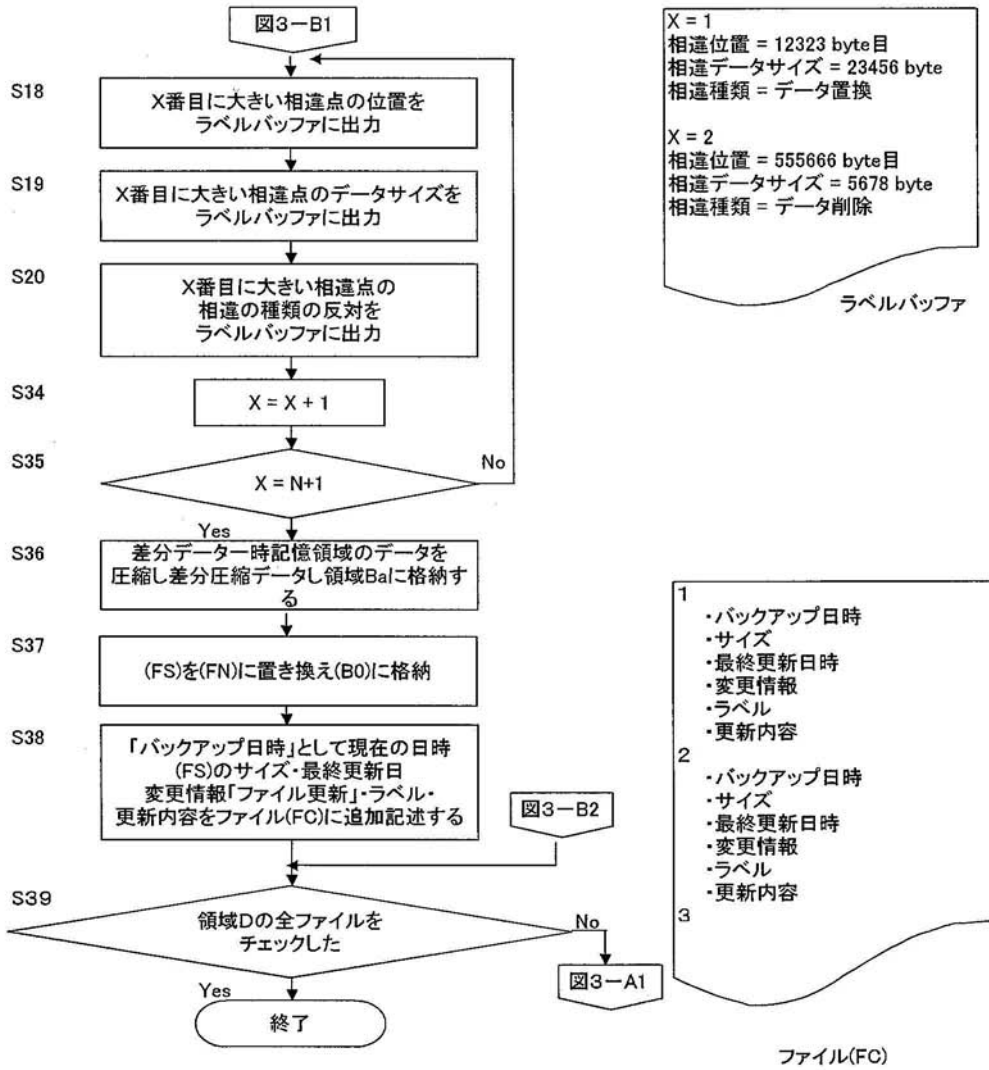 図3－B1
S18
X番目に大きい相違点の位置を
ラベルバッファに出力
S19
X番目に大きい相違点のデータサイズを
ラベルバッファに出力
S20
X番目に大きい相違点の
相違の種類の反対を
ラベルバッファに出力
S34
X = X + 1
S35
X = N+1
No
Yes
S36
差分データ一時記憶領域のデータを
圧縮し差分圧縮データし領域Baに格納す
る
S37
(FS)を(FN)に置き換え(B0)に格納
S38
「バックアップ日時」として現在の日時
(FS)のサイズ・最終更新日
変更情報「ファイル更新」・ラベル・
更新内容をファイル(FC)に追加記述する
図3－B2
S39
領域Dの全ファイルを
チェックした
No
図3－A1
Yes
終了
X = 1
相違位置 = 12323 byte目
相違データサイズ = 23456 byte
相違種類 = データ置換
X = 2
相違位置 = 555666 byte目
相違データサイズ = 5678 byte
相違種類 = データ削除
ラベルバッファ
1
・バックアップ日時
・サイズ
・最終更新日時
・変更情報
・ラベル
・更新内容
2
・バックアップ日時
・サイズ
・最終更新日時
・変更情報
・ラベル
・更新内容
3
ファイル(FC)